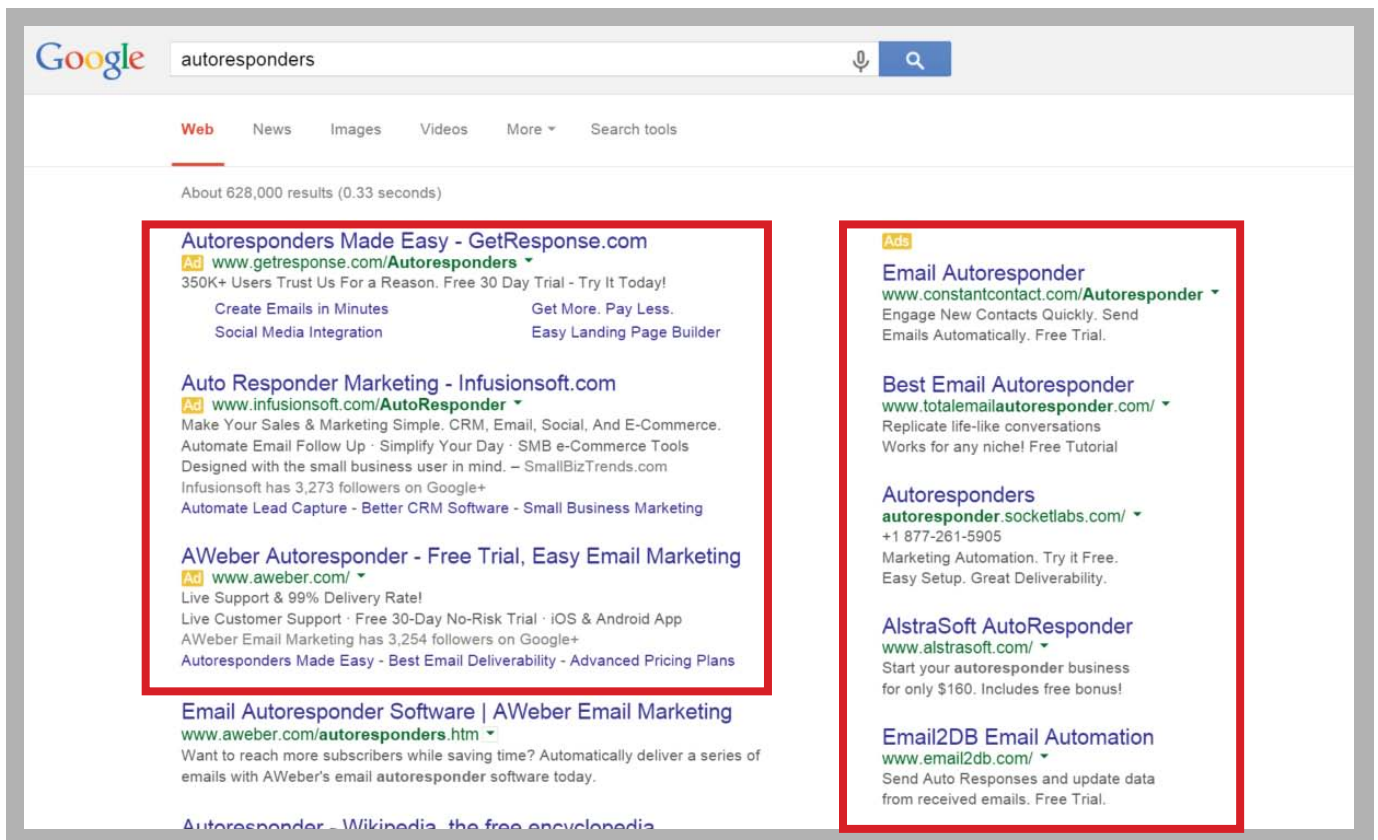 Google
autoresponders
Web News Images Videos More Search tools
About 628,000 results (0.33 seconds)
Autoresponders Made Easy - GetResponse.com
Ad www.getresponse.com/Autoresponders
350K+ Users Trust Us For a Reason. Free 30 Day Trial - Try It Today!
Create Emails in Minutes Get More. Pay Less.
Social Media Integration Easy Landing Page Builder
Auto Responder Marketing - Infusionsoft.com
Ad www.infusionsoft.com/AutoResponder
Make Your Sales & Marketing Simple. CRM, Email, Social, And E-Commerce.
Automate Email Follow Up · Simplify Your Day · SMB e-Commerce Tools
Designed with the small business user in mind. – SmallBizTrends.com
Infusionsoft has 3,273 followers on Google+
Automate Lead Capture - Better CRM Software - Small Business Marketing
AWeber Autoresponder - Free Trial, Easy Email Marketing
Ad www.aweber.com/
Live Support & 99% Delivery Rate!
Live Customer Support · Free 30-Day No-Risk Trial · iOS & Android App
AWeber Email Marketing has 3,254 followers on Google+
Autoresponders Made Easy - Best Email Deliverability - Advanced Pricing Plans
Email Autoresponder Software | AWeber Email Marketing
www.aweber.com/autoresponders.htm
Want to reach more subscribers while saving time? Automatically deliver a series of
emails with AWeber's email autoresponder software today.
Autoresponder - Wikipedia, the free encyclopedia
Ads
Email Autoresponder
www.constantcontact.com/Autoresponder
Engage New Contacts Quickly. Send
Emails Automatically. Free Trial.
Best Email Autoresponder
www.totalemailautoresponder.com/
Replicate life-like conversations
Works for any niche! Free Tutorial
Autoresponders
autoresponder.socketlabs.com/
+1 877-261-5905
Marketing Automation. Try it Free.
Easy Setup. Great Deliverability.
AlstraSoft AutoResponder
www.alstrasoft.com/
Start your autoresponder business
for only $160. Includes free bonus!
Email2DB Email Automation
www.email2db.com/
Send Auto Responses and update data
from received emails. Free Trial.